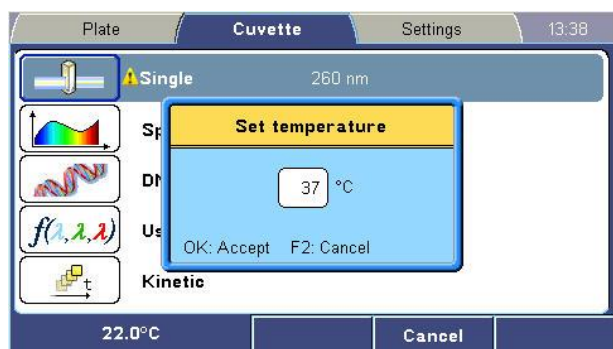 Plate Cuvette Settings 13:38
Single 260 nm
Sp
Set temperature
DN
37 °C
f(λ,λ,λ) Us
OK: Accept F2: Cancel
t Kinetic
22.0°C Cancel